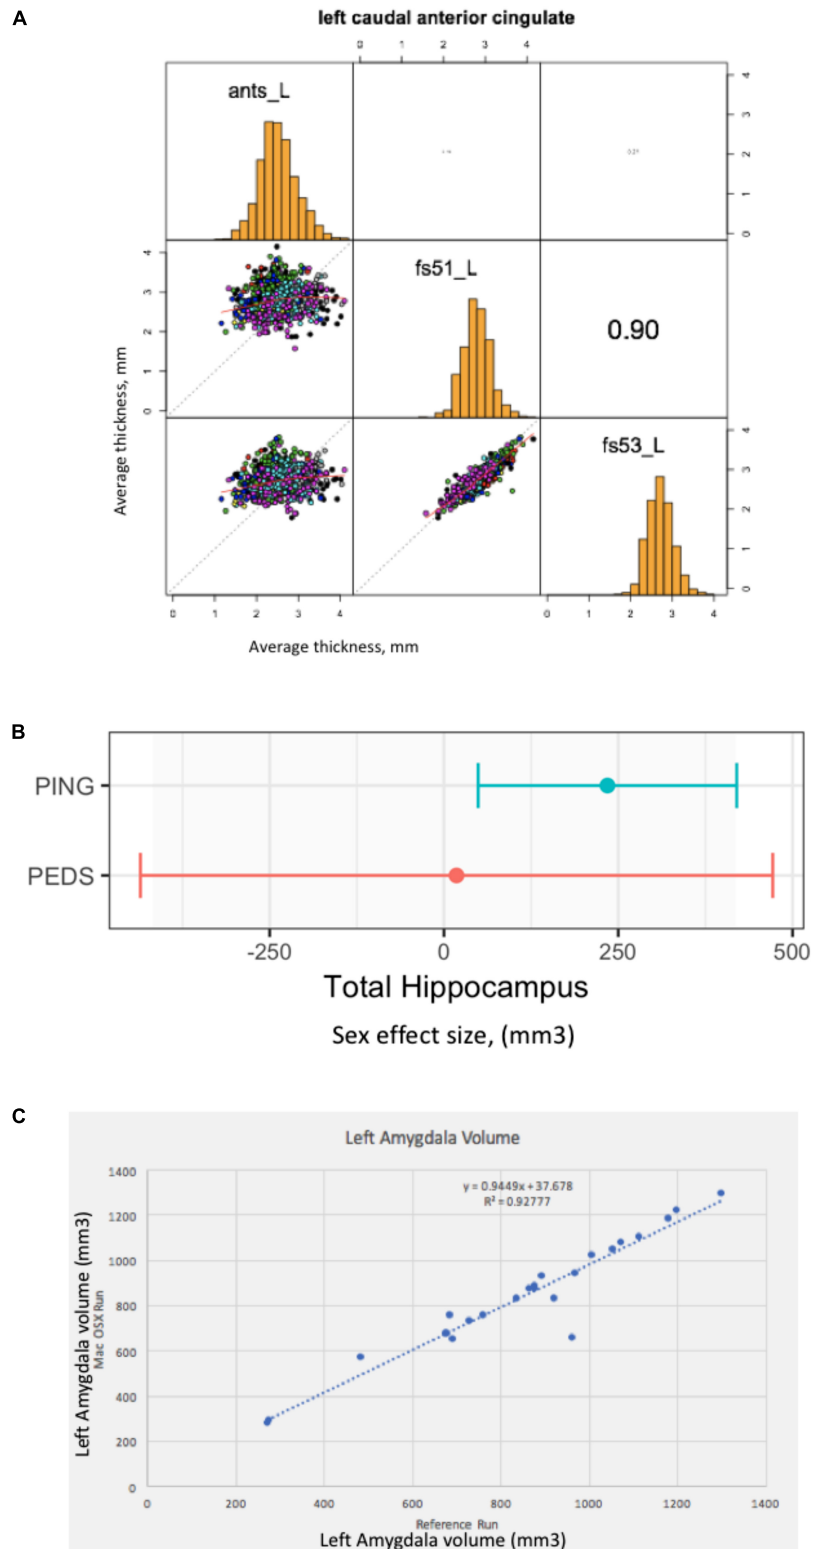 A
left caudal anterior cingulate
0 1 2 3 4
ants_L
4
3
2
1
0
fs51_L
0.90
4
3
2
1
0
Average thickness, mm
fs53_L
4
3
2
1
0
0 1 2 3 4
0 1 2 3 4
Average thickness, mm
B
PING
PEDS
-250 0 250 500
Total Hippocampus
Sex effect size, (mm3)
C
Left Amygdala Volume
1400
1200
1000
800
600
400
200
0
y = 0.9449x + 37.678
R² = 0.92777
Left Amygdala volume (mm3)
Mac OSX Run
0 200 400 600 800 1000 1200 1400
Reference Run
Left Amygdala volume (mm3)